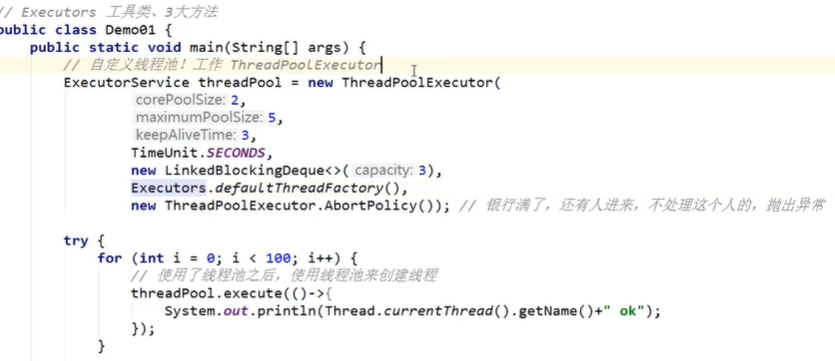 // Executors 工具类、3大方法
public class Demo01 {
public static void main(String[] args) {
// 自定义线程池！工作 ThreadPoolExecutor
ExecutorService threadPool = new ThreadPoolExecutor(
corePoolSize: 2,
maximumPoolSize: 5,
keepAliveTime: 3,
TimeUnit.SECONDS,
new LinkedBlockingDeque<>( capacity: 3),
Executors.defaultThreadFactory(),
new ThreadPoolExecutor.AbortPolicy()); // 银行满了，还有人进来，不处理这个人的，抛出异常
try {
for (int i = 0; i < 100; i++) {
// 使用了线程池之后，使用线程池来创建线程
threadPool.execute(()->{
System.out.println(Thread.currentThread().getName()+" ok");
});
}